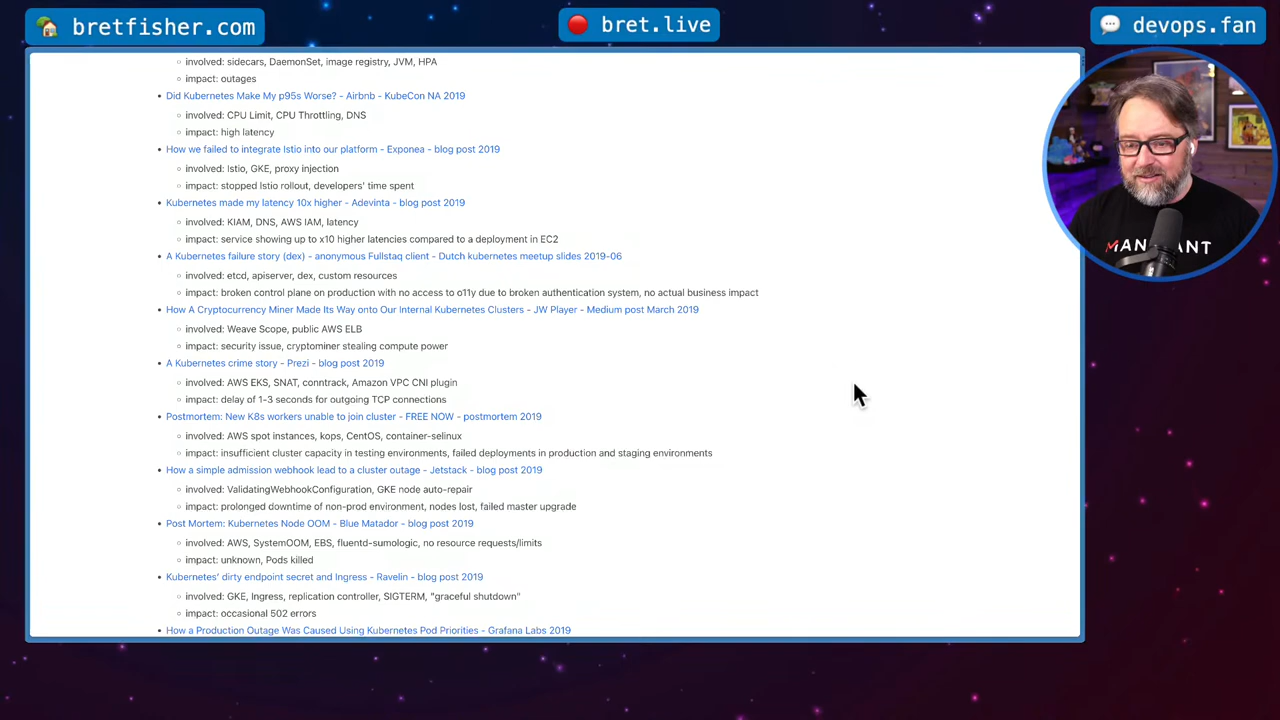 bretfisher.com
bret.live
devops.fan
involved: sidecars, DaemonSet, image registry, JVM, HPA
impact: outages
Did Kubernetes Make My p95s Worse? - Airbnb - KubeCon NA 2019
involved: CPU Limit, CPU Throttling, DNS
impact: high latency
How we failed to integrate Istio into our platform - Exponea - blog post 2019
involved: Istio, GKE, proxy injection
impact: stopped Istio rollout, developers' time spent
Kubernetes made my latency 10x higher - Adevinta - blog post 2019
involved: KIAM, DNS, AWS IAM, latency
impact: service showing up to x10 higher latencies compared to a deployment in EC2
A Kubernetes failure story (dex) - anonymous Fullstaq client - Dutch kubernetes meetup slides 2019-06
involved: etcd, apiserver, dex, custom resources
impact: broken control plane on production with no access to o11y due to broken authentication system, no actual business impact
How A Cryptocurrency Miner Made Its Way onto Our Internal Kubernetes Clusters - JW Player - Medium post March 2019
involved: Weave Scope, public AWS ELB
impact: security issue, cryptominer stealing compute power
A Kubernetes crime story - Prezi - blog post 2019
involved: AWS EKS, SNAT, conntrack, Amazon VPC CNI plugin
impact: delay of 1-3 seconds for outgoing TCP connections
Postmortem: New K8s workers unable to join cluster - FREE NOW - postmortem 2019
involved: AWS spot instances, kops, CentOS, container-selinux
impact: insufficient cluster capacity in testing environments, failed deployments in production and staging environments
How a simple admission webhook lead to a cluster outage - Jetstack - blog post 2019
involved: ValidatingWebhookConfiguration, GKE node auto-repair
impact: prolonged downtime of non-prod environment, nodes lost, failed master upgrade
Post Mortem: Kubernetes Node OOM - Blue Matador - blog post 2019
involved: AWS, SystemOOM, EBS, fluentd-sumologic, no resource requests/limits
impact: unknown, Pods killed
Kubernetes' dirty endpoint secret and Ingress - Ravelin - blog post 2019
involved: GKE, Ingress, replication controller, SIGTERM, "graceful shutdown"
impact: occasional 502 errors
How a Production Outage Was Caused Using Kubernetes Pod Priorities - Grafana Labs 2019